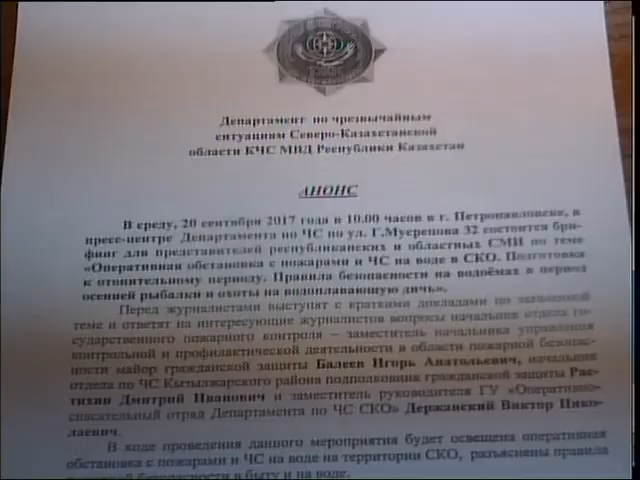 Департамент по чрезвычайным
ситуациям Северо-Казахстанской
области КЧС МВД Республики Казахстан
АНОНС
В среду, 20 сентября 2017 года в 10.00 часов в г. Петропавловске, в
пресс-центре Департамента по ЧС по ул. Г.Мусрепова 32 состоится бри-
финг для представителей республиканских и областных СМИ по теме
«Оперативная обстановка с пожарами и ЧС на воде в СКО. Подготовка
к отопительному периоду. Правила безопасности на водоёмах в период
осенней рыбалки и охоты на водоплавающую дичь».
Перед журналистами выступят с краткими докладами по заявленной
теме и ответят на интересующие журналистов вопросы начальник отдела го-
сударственного пожарного контроля – заместитель начальника управления
контрольной и профилактической деятельности в области пожарной безопас-
ности майор гражданской защиты Балеев Игорь Анатольевич, начальник
отдела по ЧС Кызылжарского района подполковник гражданской защиты Рас-
тихин Дмитрий Иванович и заместитель руководителя ГУ «Оперативно-
спасательный отряд Департамента по ЧС СКО» Держанский Виктор Нико-
лаевич.
В ходе проведения данного мероприятия будет освещена оперативная
обстановка с пожарами и ЧС на воде на территории СКО, разъяснены правила
безопасности в быту и на воде.